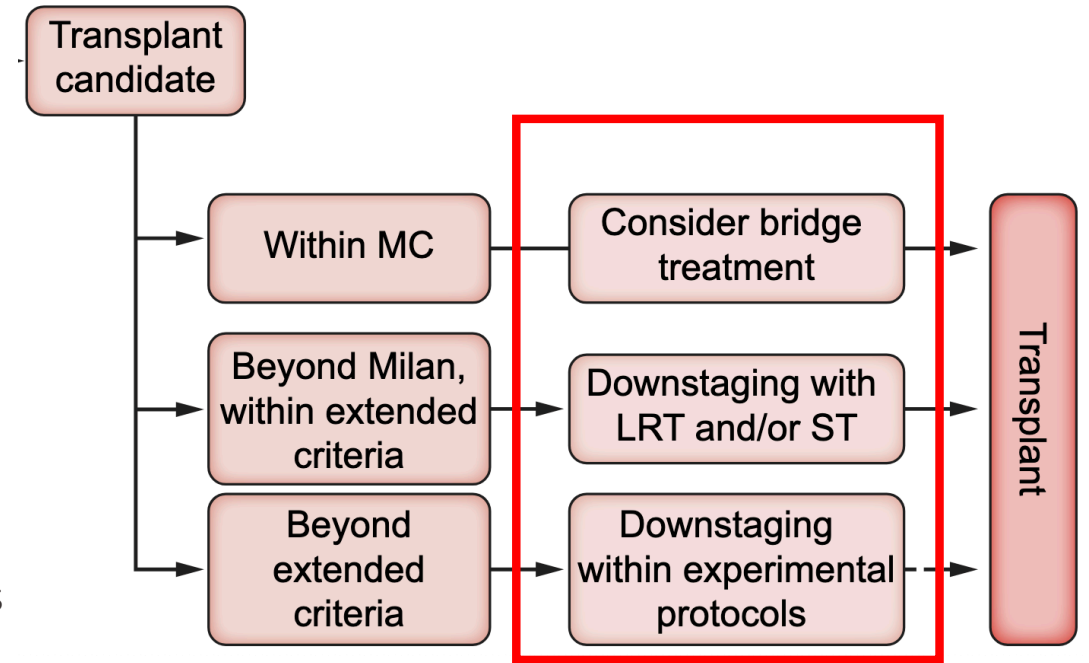 Transplant
candidate
Within MC
Consider bridge
treatment
Beyond Milan,
within extended
criteria
Downstaging with
LRT and/or ST
Beyond
extended
criteria
Downstaging
within experimental
protocols
Transplant